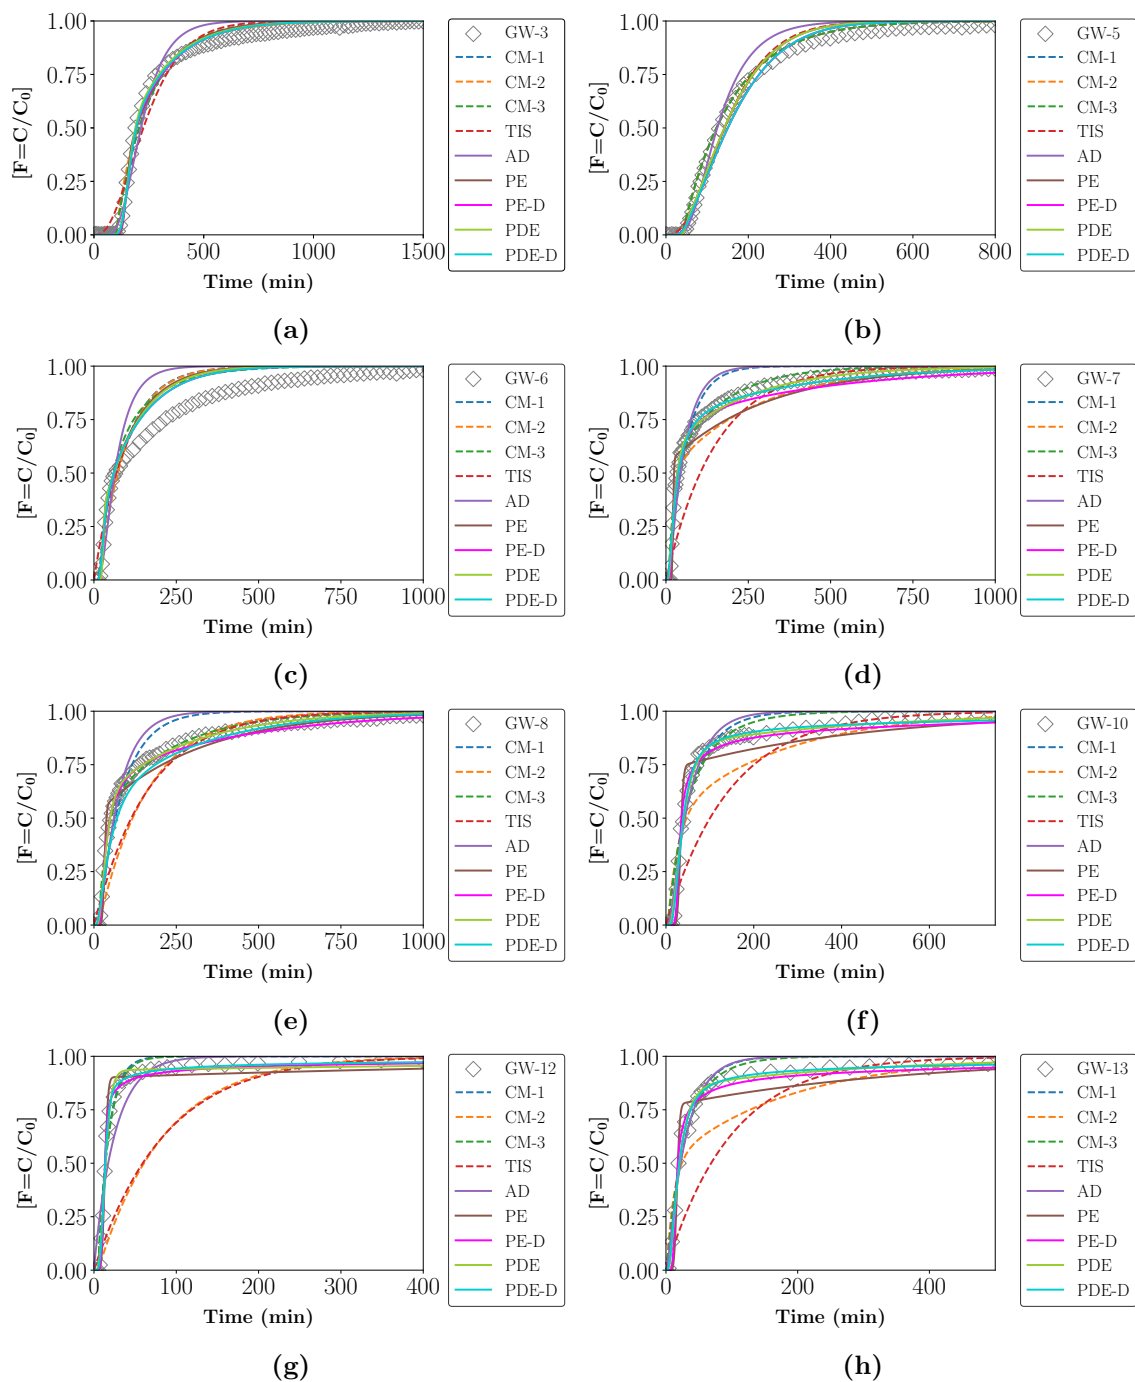 [F=C/C0]
1.00
0.75
0.50
0.25
0.00
0 500 1000 1500
Time (min)
GW-3
CM-1
CM-2
CM-3
TIS
AD
PE
PE-D
PDE
PDE-D
(a)
[F=C/C0]
1.00
0.75
0.50
0.25
0.00
0 200 400 600 800
Time (min)
GW-5
CM-1
CM-2
CM-3
TIS
AD
PE
PE-D
PDE
PDE-D
(b)
[F=C/C0]
1.00
0.75
0.50
0.25
0.00
0 250 500 750 1000
Time (min)
GW-6
CM-1
CM-2
CM-3
TIS
AD
PE
PE-D
PDE
PDE-D
(c)
[F=C/C0]
1.00
0.75
0.50
0.25
0.00
0 250 500 750 1000
Time (min)
GW-7
CM-1
CM-2
CM-3
TIS
AD
PE
PE-D
PDE
PDE-D
(d)
[F=C/C0]
1.00
0.75
0.50
0.25
0.00
0 250 500 750 1000
Time (min)
GW-8
CM-1
CM-2
CM-3
TIS
AD
PE
PE-D
PDE
PDE-D
(e)
[F=C/C0]
1.00
0.75
0.50
0.25
0.00
0 200 400 600
Time (min)
GW-10
CM-1
CM-2
CM-3
TIS
AD
PE
PE-D
PDE
PDE-D
(f)
[F=C/C0]
1.00
0.75
0.50
0.25
0.00
0 100 200 300 400
Time (min)
GW-12
CM-1
CM-2
CM-3
TIS
AD
PE
PE-D
PDE
PDE-D
(g)
[F=C/C0]
1.00
0.75
0.50
0.25
0.00
0 200 400
Time (min)
GW-13
CM-1
CM-2
CM-3
TIS
AD
PE
PE-D
PDE
PDE-D
(h)